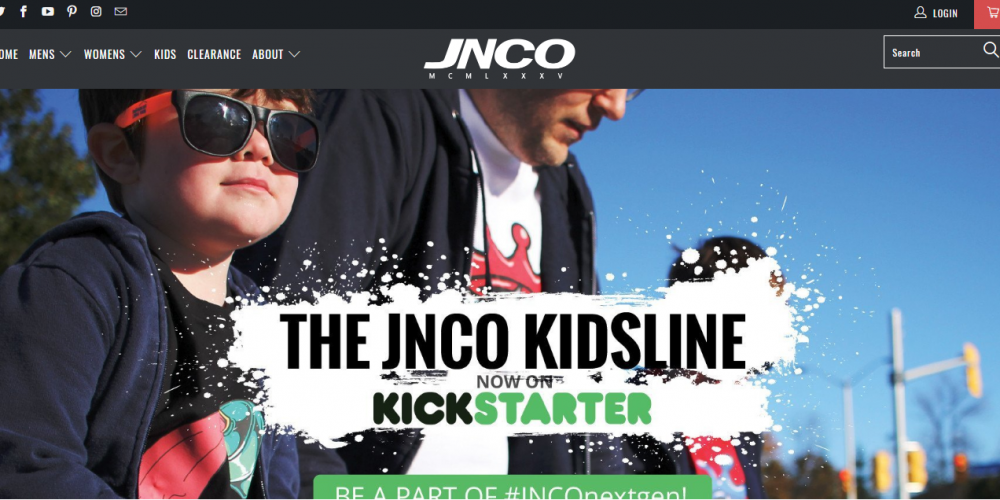 LOGIN
OME MENS WOMENS KIDS CLEARANCE ABOUT
JNCO
MCMLXXXV
Search
THE JNCO KIDSLINE
NOW ON
KICKSTARTER
BE A PART OF #JNCOnextgen!